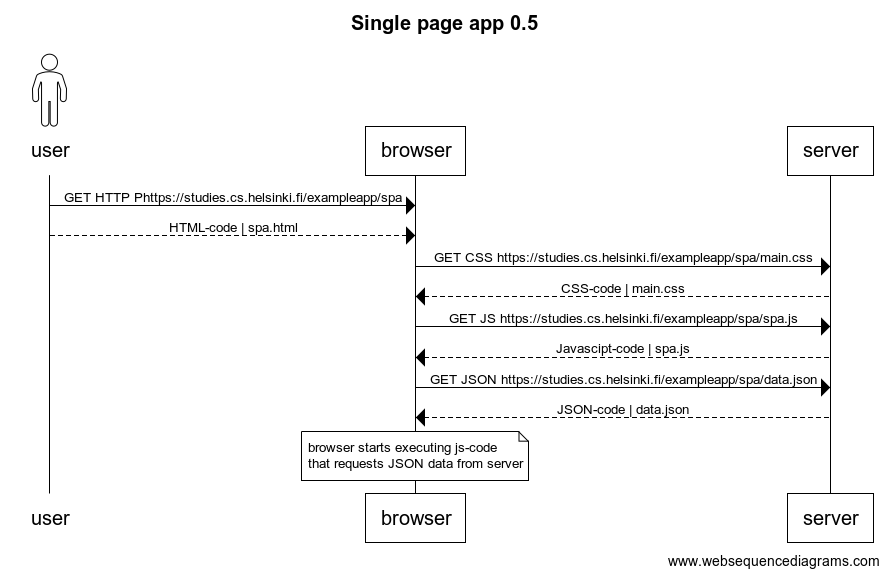 Single page app 0.5
user
browser
server
GET HTTP Phttps://studies.cs.helsinki.fi/exampleapp/spa
HTML-code | spa.html
GET CSS https://studies.cs.helsinki.fi/exampleapp/spa/main.css
CSS-code | main.css
GET JS https://studies.cs.helsinki.fi/exampleapp/spa/spa.js
Javascipt-code | spa.js
GET JSON https://studies.cs.helsinki.fi/exampleapp/spa/data.json
JSON-code | data.json
browser starts executing js-code
that requests JSON data from server
user
browser
server
www.websequencediagrams.com